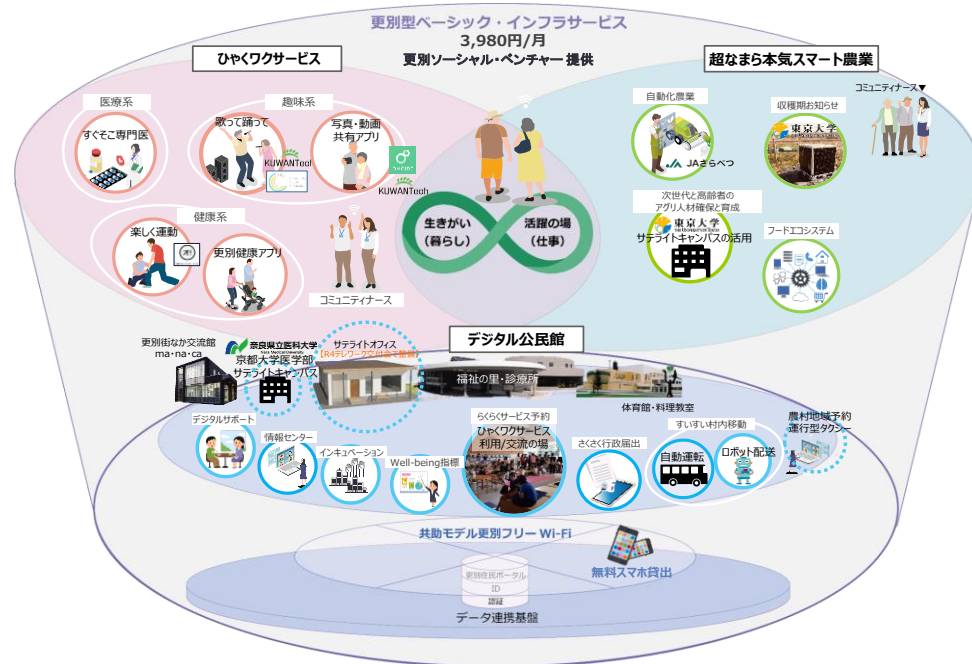 更別型ベーシック・インフラサービス
3,980円/月
更別ソーシャル・ベンチャー 提供
ひゃくワクサービス
超なまら本気スマート農業
医療系
すぐそこ専門医
趣味系
歌って踊って
KUWANTech
写真・動画
共有アプリ
KUWANTech
健康系
楽しく運動
更別健康アプリ
コミュニティナース
生きがい
(暮らし)
活躍の場
(仕事)
自動化農業
JAさらべつ
収穫期お知らせ
東京大学
コミュニティナース▼
次世代と高齢者の
アグリ人材確保と育成
東京大学
サテライトキャンパスの活用
フードエコシステム
デジタル公民館
更別街なか交流館
ma・na・ca
奈良県立医科大学
Nara Medical University
京都大学医学部
サテライトキャンパス
サテライトオフィス
【R4テレワーク交付金で整備】
福祉の里・診療所
体育館・料理教室
デジタルサポート
情報センター
インキュベーション
Well-being指標
らくらくサービス予約
ひゃくワクサービス
利用/交流の場
さくさく行政届出
すいすい村内移動
自動運転
ロボット配送
農村地域予約
運行型タクシー
共助モデル更別フリー Wi-Fi
無料スマホ貸出
更別住民ポータル
ID
認証
データ連携基盤